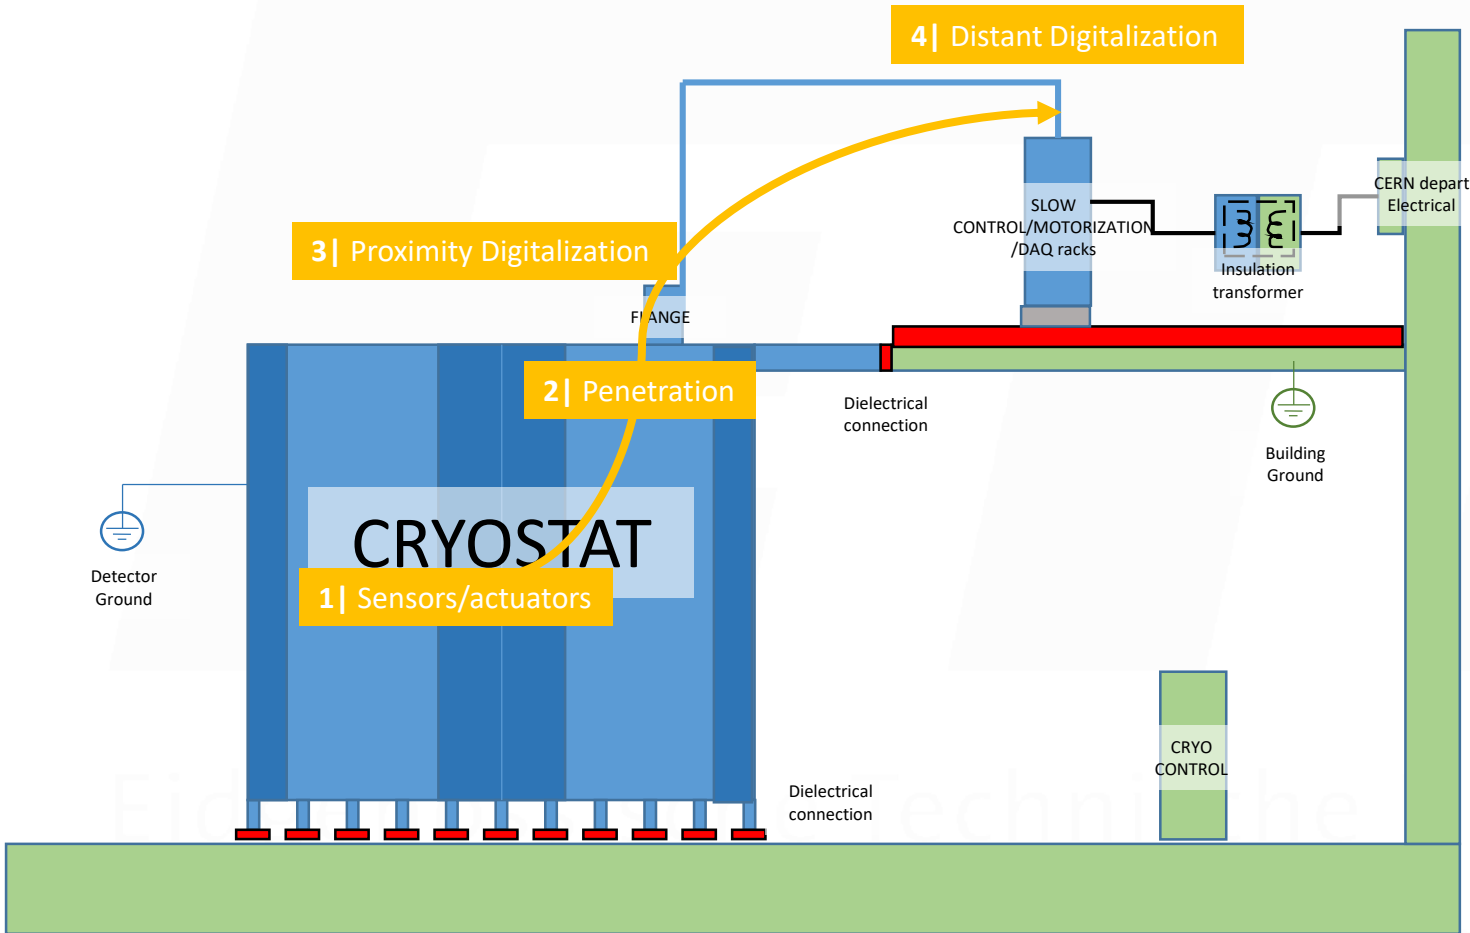 4| Distant Digitalization
CERN depart
Electrical
SLOW
CONTROL/MOTORIZATION
/DAQ racks
3| Proximity Digitalization
Insulation
transformer
FLANGE
2| Penetration
Dielectrical
connection
Building
Ground
CRYOSTAT
Detector
Ground
1| Sensors/actuators
CRYO
CONTROL
Dielectrical
connection